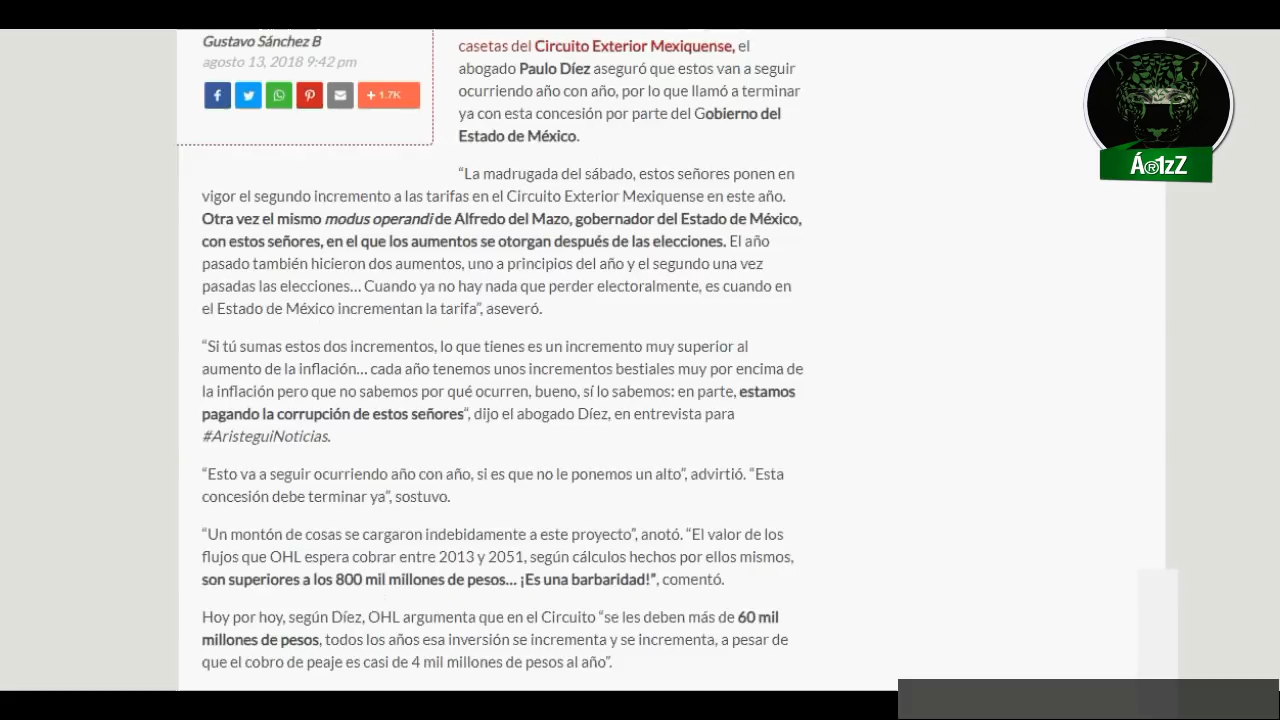 Gustavo Sánchez B
agosto 13, 2018 9:42 pm
+ 1.7K
casetas del Circuito Exterior Mexiquense, el
abogado Paulo Díez aseguró que estos van a seguir
ocurriendo año con año, por lo que llamó a terminar
ya con esta concesión por parte del Gobierno del
Estado de México.
“La madrugada del sábado, estos señores ponen en
vigor el segundo incremento a las tarifas en el Circuito Exterior Mexiquense en este año.
Otra vez el mismo modus operandi de Alfredo del Mazo, gobernador del Estado de México,
con estos señores, en el que los aumentos se otorgan después de las elecciones. El año
pasado también hicieron dos aumentos, uno a principios del año y el segundo una vez
pasadas las elecciones… Cuando ya no hay nada que perder electoralmente, es cuando en
el Estado de México incrementan la tarifa”, aseveró.
“Si tú sumas estos dos incrementos, lo que tienes es un incremento muy superior al
aumento de la inflación… cada año tenemos unos incrementos bestiales muy por encima de
la inflación pero que no sabemos por qué ocurren, bueno, sí lo sabemos: en parte, estamos
pagando la corrupción de estos señores“, dijo el abogado Díez, en entrevista para
#AristeguiNoticias.
“Esto va a seguir ocurriendo año con año, si es que no le ponemos un alto”, advirtió. “Esta
concesión debe terminar ya”, sostuvo.
“Un montón de cosas se cargaron indebidamente a este proyecto”, anotó. “El valor de los
flujos que OHL espera cobrar entre 2013 y 2051, según cálculos hechos por ellos mismos,
son superiores a los 800 mil millones de pesos… ¡Es una barbaridad!”, comentó.
Hoy por hoy, según Díez, OHL argumenta que en el Circuito “se les deben más de 60 mil
millones de pesos, todos los años esa inversión se incrementa y se incrementa, a pesar de
que el cobro de peaje es casi de 4 mil millones de pesos al año”.
Á®1zZ